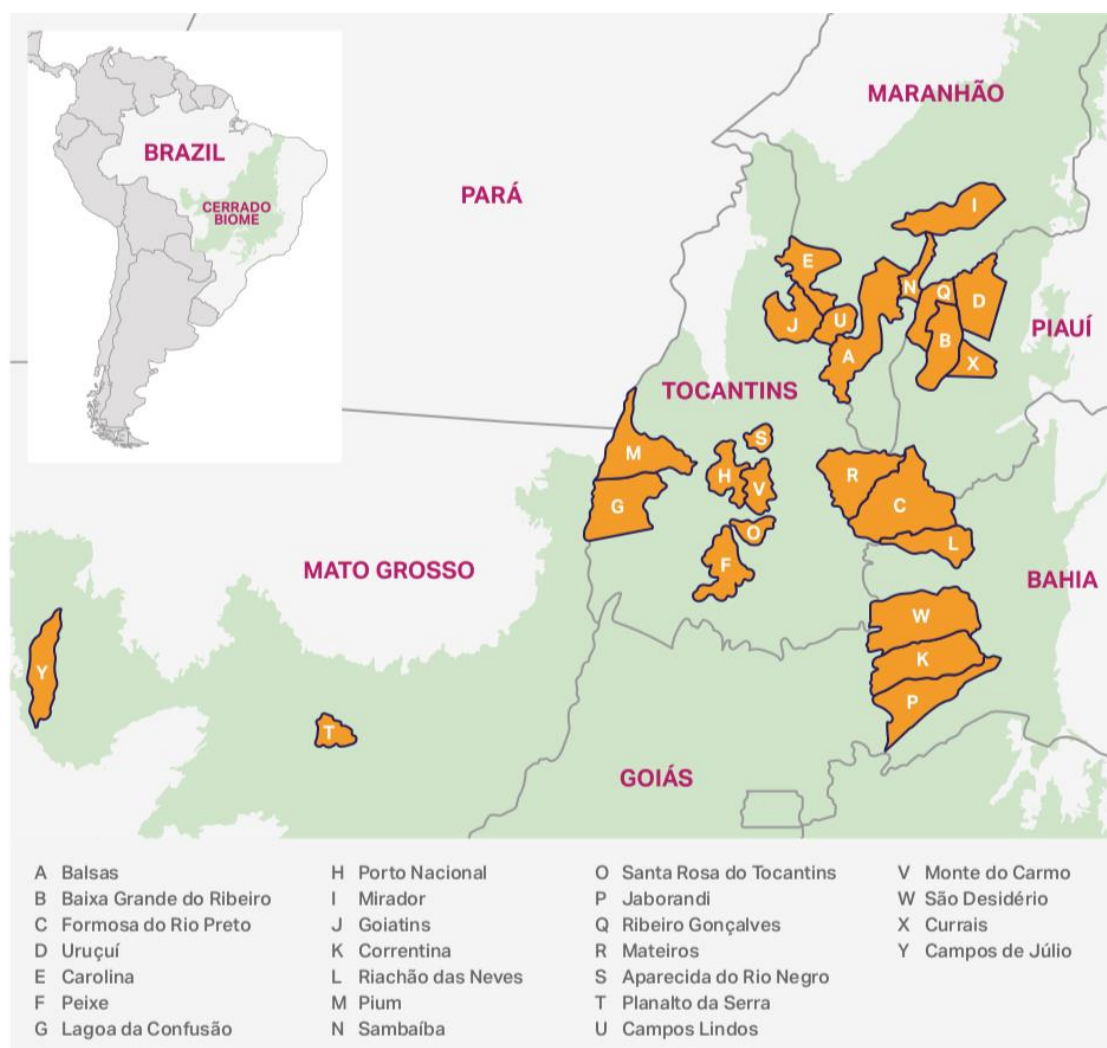 BRAZIL
CERRADO
BIOME
MARANHÃO
PARÁ
PIAUÍ
TOCANTINS
MATO GROSSO
BAHIA
GOIÁS
I
E
N
Q
D
J
U
A
B
X
S
M
H
V
R
G
C
O
L
F
W
K
Y
P
T
A Balsas
B Baixa Grande do Ribeiro
C Formosa do Rio Preto
D Uruçuí
E Carolina
F Peixe
G Lagoa da Confusão
H Porto Nacional
I Mirador
J Goiatins
K Correntina
L Riachão das Neves
M Pium
N Sambaíba
O Santa Rosa do Tocantins
P Jaborandi
Q Ribeiro Gonçalves
R Mateiros
S Aparecida do Rio Negro
T Planalto da Serra
U Campos Lindos
V Monte do Carmo
W São Desidério
X Currais
Y Campos de Júlio